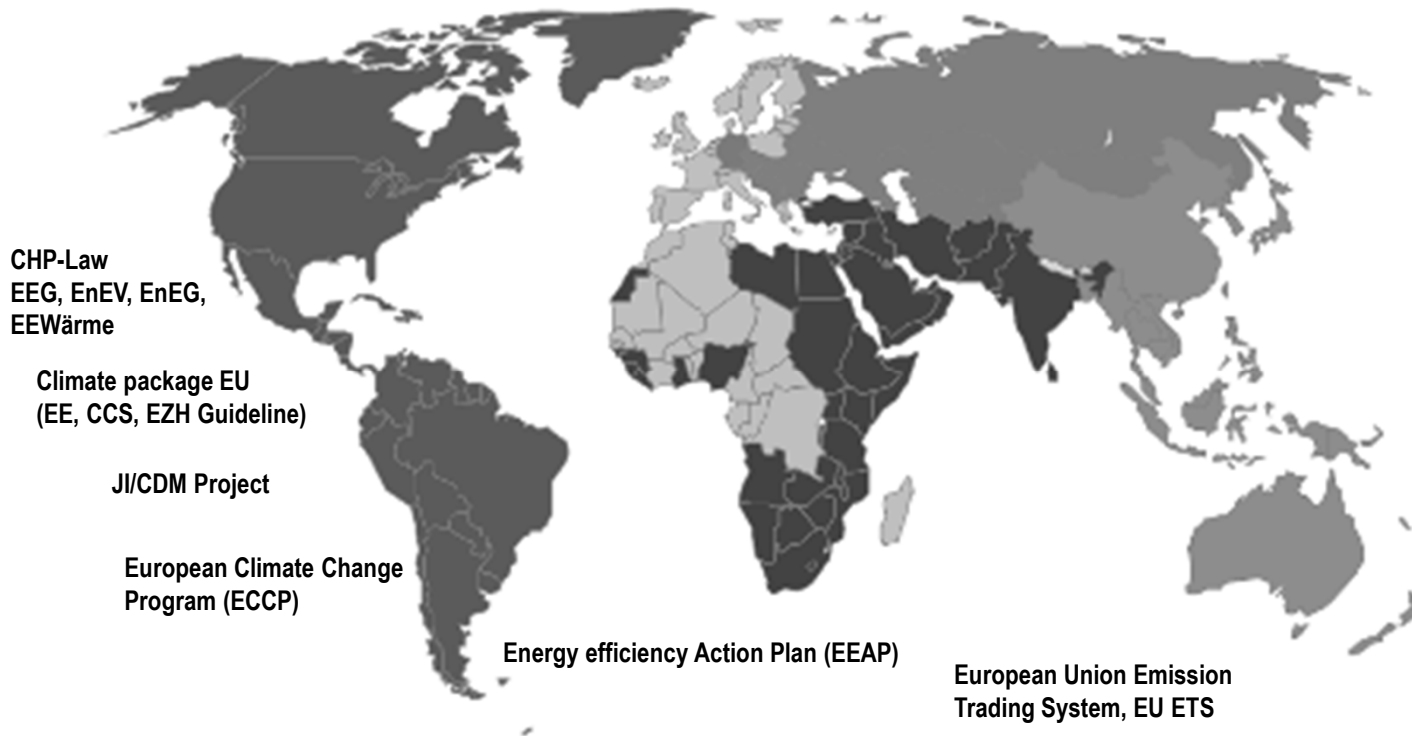 CHP-Law
EEG, EnEV, EnEG,
EEWärme
Climate package EU
(EE, CCS, EZH Guideline)
JI/CDM Project
European Climate Change
Program (ECCP)
Energy efficiency Action Plan (EEAP)
European Union Emission
Trading System, EU ETS